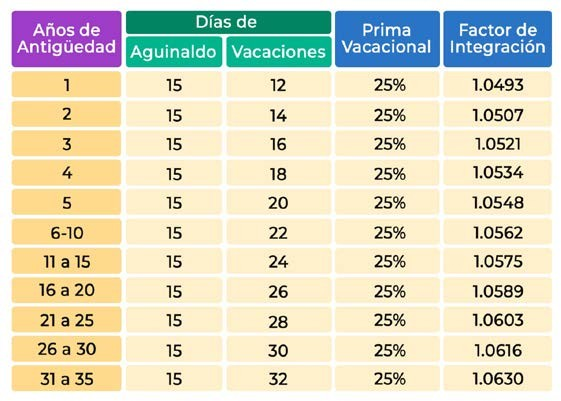 Años de Antigüedad Días de Prima Vacacional Factor de Integración
Aguinaldo Vacaciones
1 15 12 25% 1.0493
2 15 14 25% 1.0507
3 15 16 25% 1.0521
4 15 18 25% 1.0534
5 15 20 25% 1.0548
6-10 15 22 25% 1.0562
11 a 15 15 24 25% 1.0575
16 a 20 15 26 25% 1.0589
21 a 25 15 28 25% 1.0603
26 a 30 15 30 25% 1.0616
31 a 35 15 32 25% 1.0630